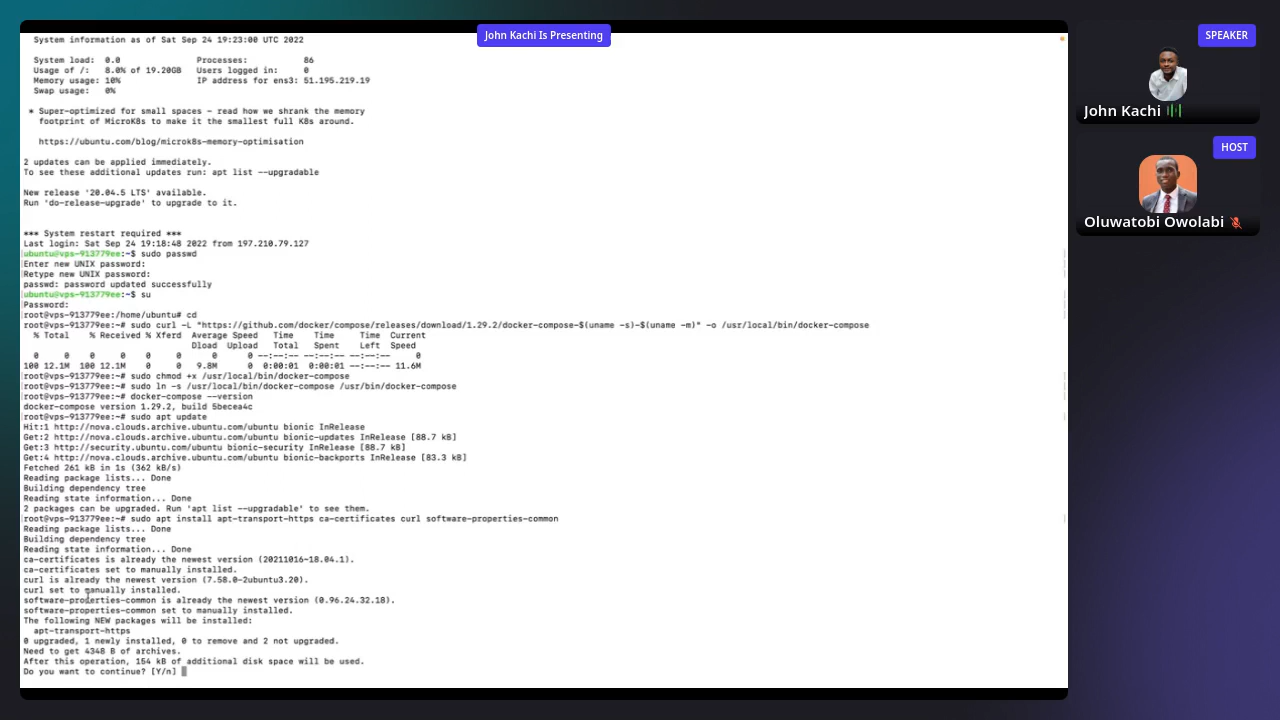 John Kachi Is Presenting
System information as of Sat Sep 24 19:23:00 UTC 2022
System load:  0.0               Processes:           86
Usage of /:   8.0% of 19.20GB   Users logged in:     0
Memory usage: 10%               IP address for ens3: 51.195.219.19
Swap usage:   0%
* Super-optimized for small spaces - read how we shrank the memory
footprint of MicroK8s to make it the smallest full K8s around.
https://ubuntu.com/blog/microk8s-memory-optimisation
2 updates can be applied immediately.
To see these additional updates run: apt list --upgradable
New release '20.04.5 LTS' available.
Run 'do-release-upgrade' to upgrade to it.
*** System restart required ***
Last login: Sat Sep 24 19:18:48 2022 from 197.210.79.127
ubuntu@vps-913779ee:~$ sudo passwd
Enter new UNIX password:
Retype new UNIX password:
passwd: password updated successfully
ubuntu@vps-913779ee:~$ su
Password:
root@vps-913779ee:/home/ubuntu# cd
root@vps-913779ee:~# sudo curl -L "https://github.com/docker/compose/releases/download/1.29.2/docker-compose-$(uname -s)-$(uname -m)" -o /usr/local/bin/docker-compose
% Total    % Received % Xferd  Average Speed   Time    Time     Time  Current
Dload  Upload   Total   Spent    Left  Speed
0     0    0     0    0     0      0      0 --:--:-- --:--:-- --:--:--     0
100 12.1M  100 12.1M    0     0   9.8M      0  0:00:01  0:00:01 --:--:-- 11.6M
root@vps-913779ee:~# sudo chmod +x /usr/local/bin/docker-compose
root@vps-913779ee:~# sudo ln -s /usr/local/bin/docker-compose /usr/bin/docker-compose
root@vps-913779ee:~# docker-compose --version
docker-compose version 1.29.2, build 5becea4c
root@vps-913779ee:~# sudo apt update
Hit:1 http://nova.clouds.archive.ubuntu.com/ubuntu bionic InRelease
Get:2 http://nova.clouds.archive.ubuntu.com/ubuntu bionic-updates InRelease [88.7 kB]
Get:3 http://security.ubuntu.com/ubuntu bionic-security InRelease [88.7 kB]
Get:4 http://nova.clouds.archive.ubuntu.com/ubuntu bionic-backports InRelease [83.3 kB]
Fetched 261 kB in 1s (362 kB/s)
Reading package lists... Done
Building dependency tree
Reading state information... Done
2 packages can be upgraded. Run 'apt list --upgradable' to see them.
root@vps-913779ee:~# sudo apt install apt-transport-https ca-certificates curl software-properties-common
Reading package lists... Done
Building dependency tree
Reading state information... Done
ca-certificates is already the newest version (20211016~18.04.1).
ca-certificates set to manually installed.
curl is already the newest version (7.58.0-2ubuntu3.20).
curl set to manually installed.
software-properties-common is already the newest version (0.96.24.32.18).
software-properties-common set to manually installed.
The following NEW packages will be installed:
apt-transport-https
0 upgraded, 1 newly installed, 0 to remove and 2 not upgraded.
Need to get 4348 B of archives.
After this operation, 154 kB of additional disk space will be used.
Do you want to continue? [Y/n]
SPEAKER
John Kachi
HOST
Oluwatobi Owolabi